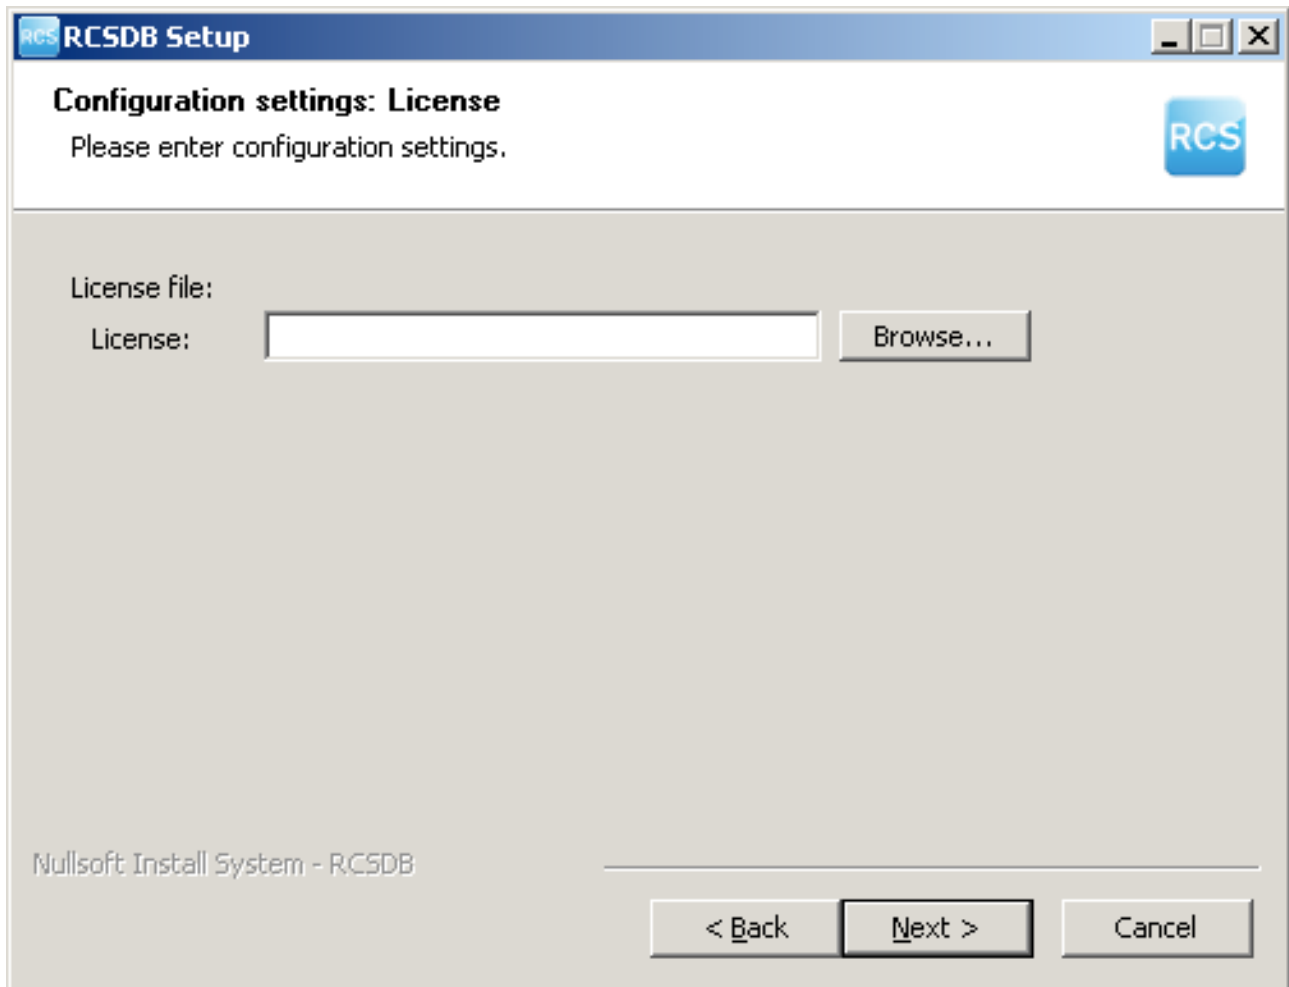 RCS RCSDB Setup
Configuration settings: License
Please enter configuration settings.
RCS
License file:
License:
Browse...
Nullsoft Install System - RCSDB
< Back
Next >
Cancel